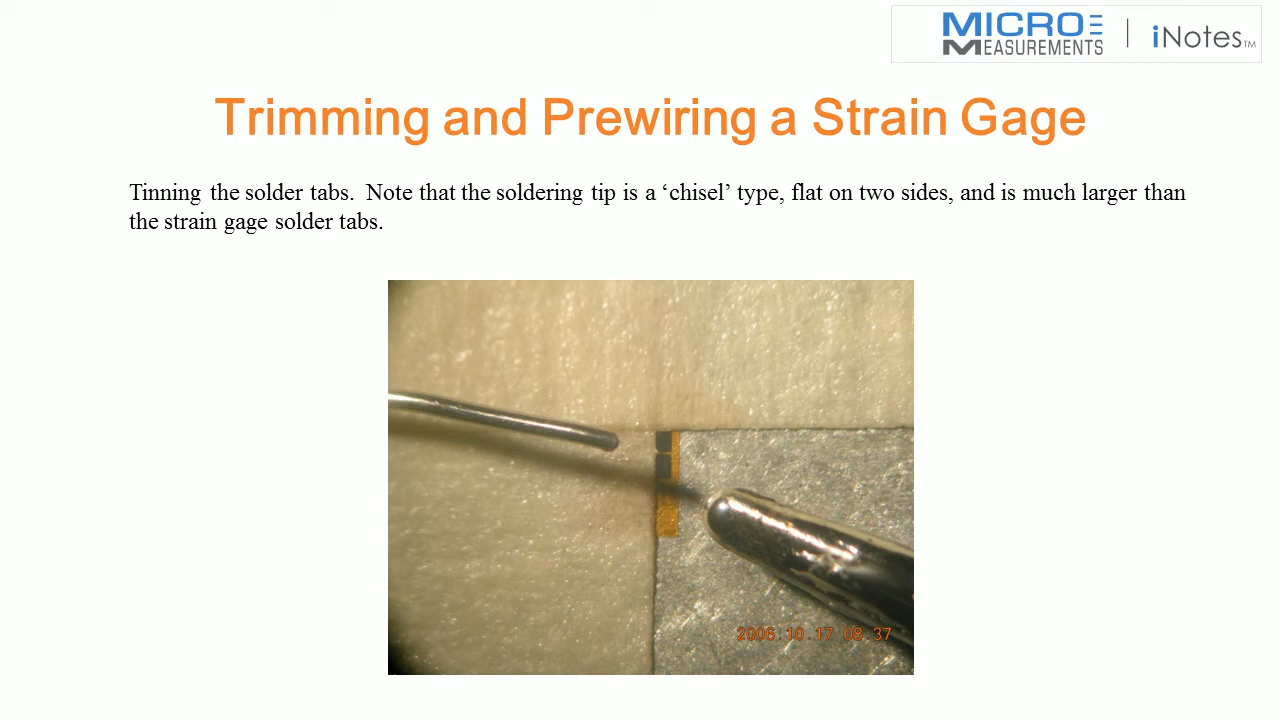 MICRO
MEASUREMENTS
iNotes™
Trimming and Prewiring a Strain Gage
Tinning the solder tabs. Note that the soldering tip is a ‘chisel’ type, flat on two sides, and is much larger than
the strain gage solder tabs.
2006.10.17 08.37